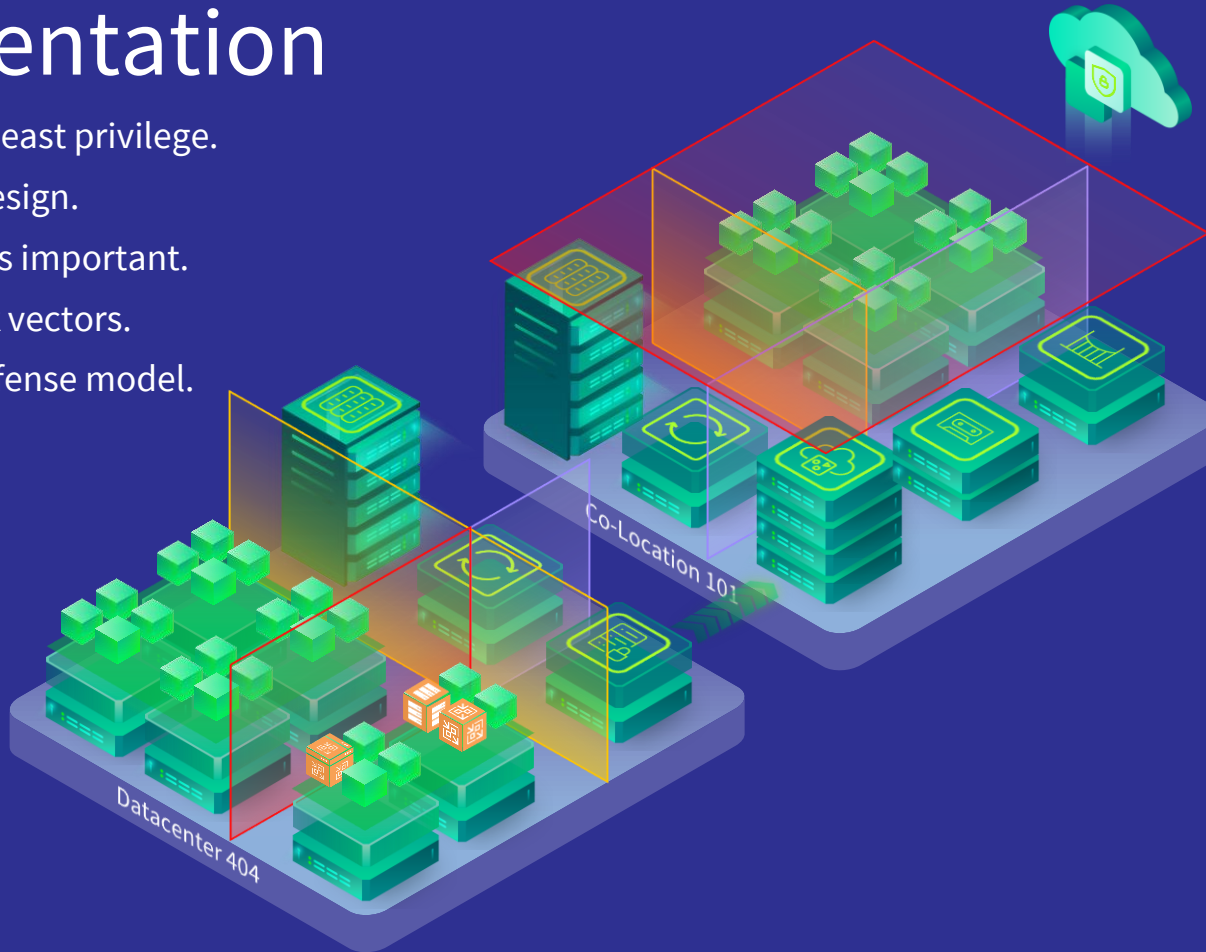 entation
east privilege.
esign.
s important.
vectors.
fense model.
Co-Location 101
Datacenter 404